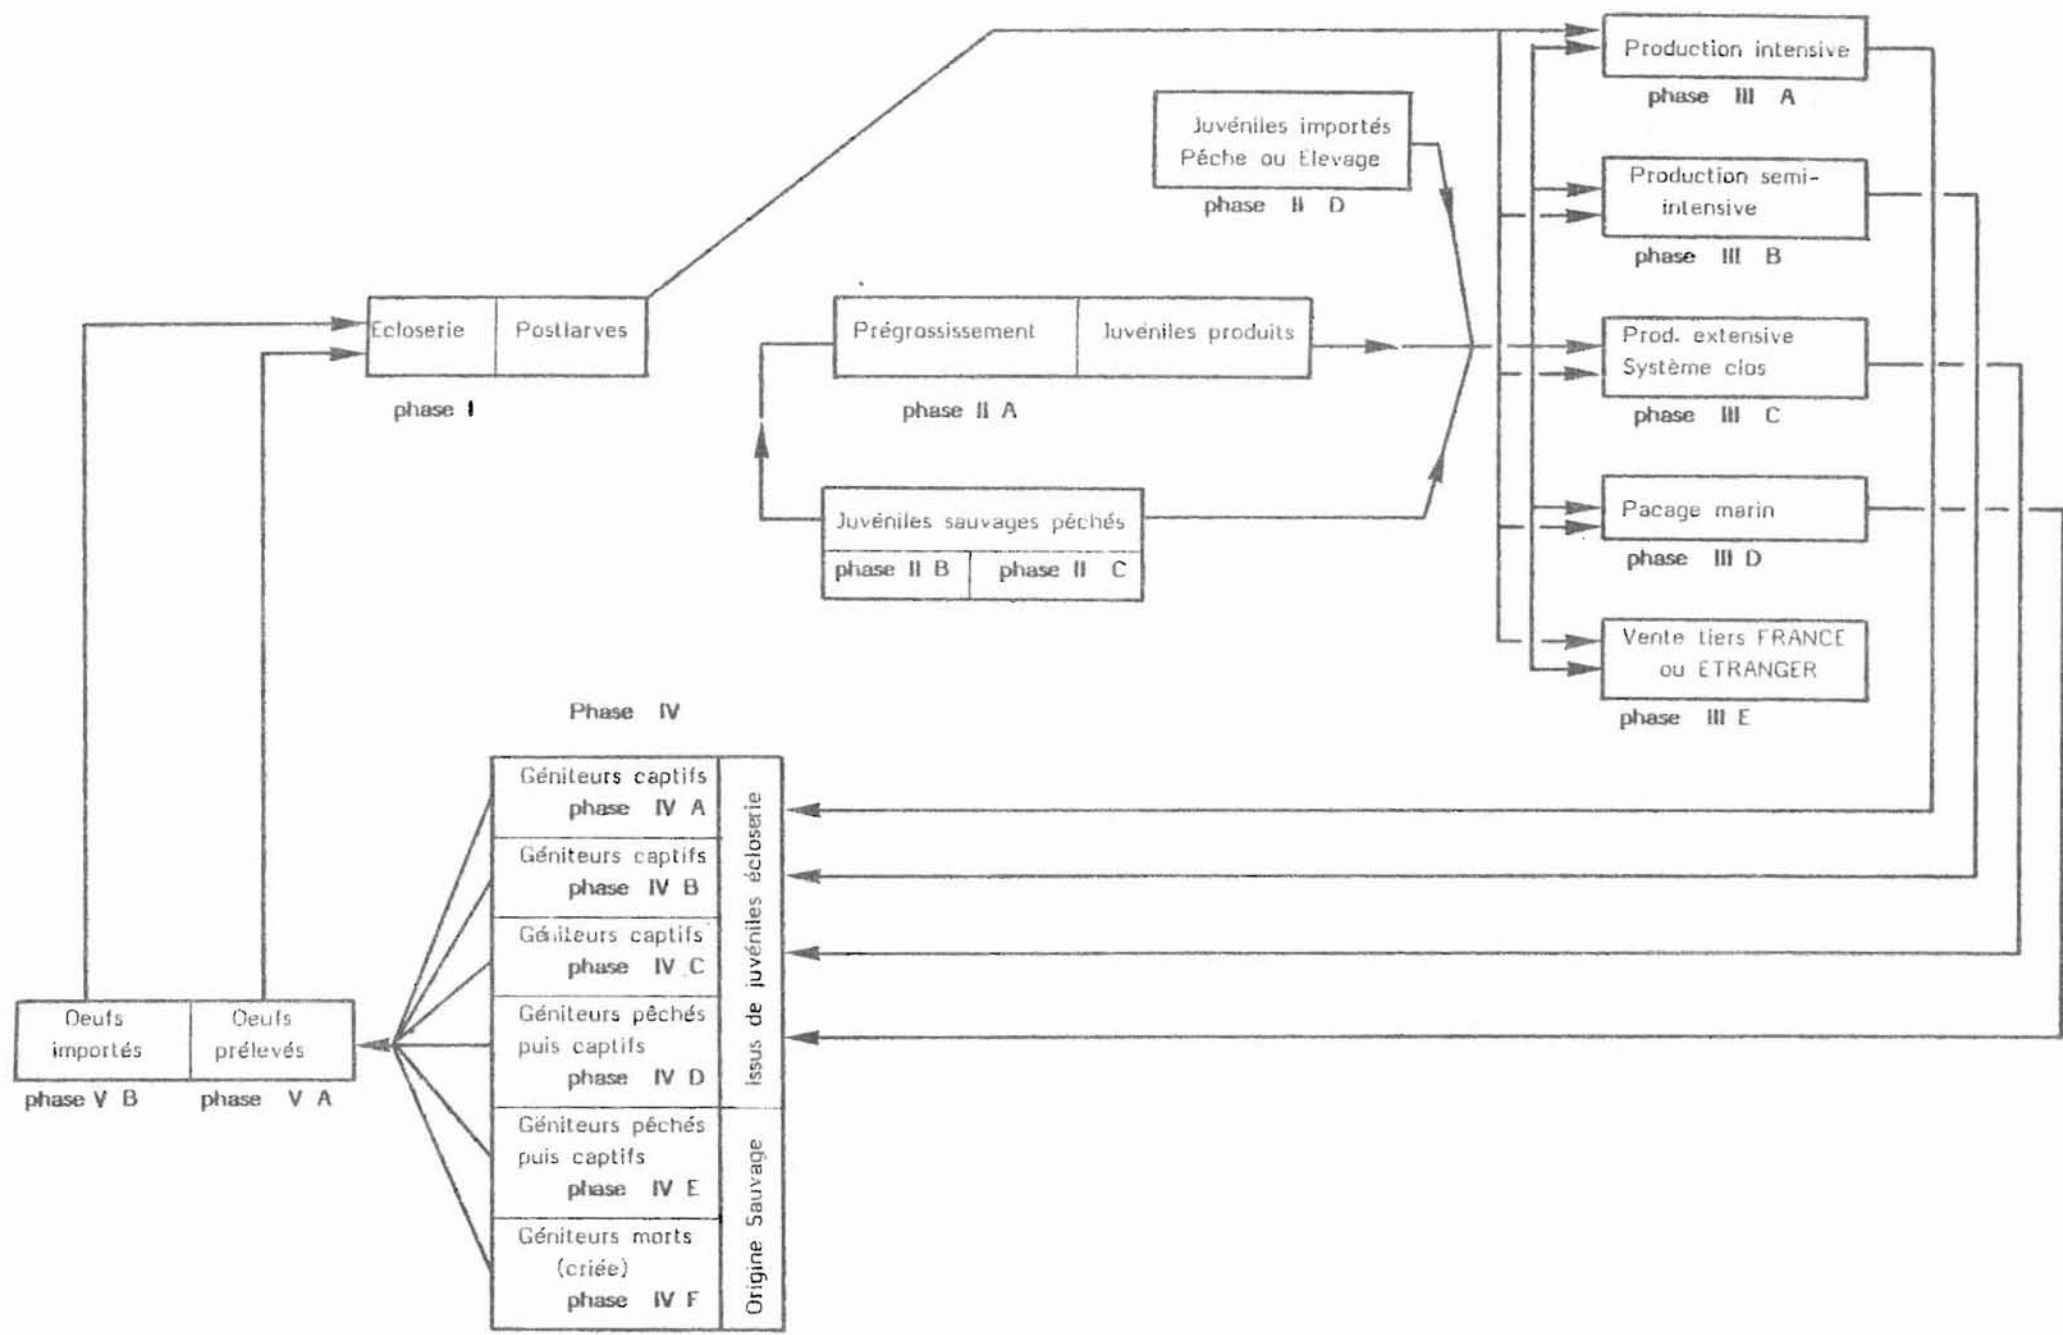 Production intensive
phase III A
Juvéniles importés
Pêche ou Elevage
phase II D
Production semi-
intensive
phase III B
Ecloserie
Postlarves
phase I
Prégrossissement
Juvéniles produits
phase II A
Prod. extensive
Système clos
phase III C
Juvéniles sauvages pêchés
phase II B
phase II C
Pacage marin
phase III D
Vente tiers FRANCE
ou ETRANGER
phase III E
Phase IV
Géniteurs captifs
phase IV A
Géniteurs captifs
phase IV B
Géniteurs captifs
phase IV C
Géniteurs pêchés
puis captifs
phase IV D
Géniteurs pêchés
puis captifs
phase IV E
Géniteurs morts
(criée)
phase IV F
issus de juvéniles écloserie
Origine Sauvage
Oeufs
importés
phase V B
Oeufs
prélevés
phase V A